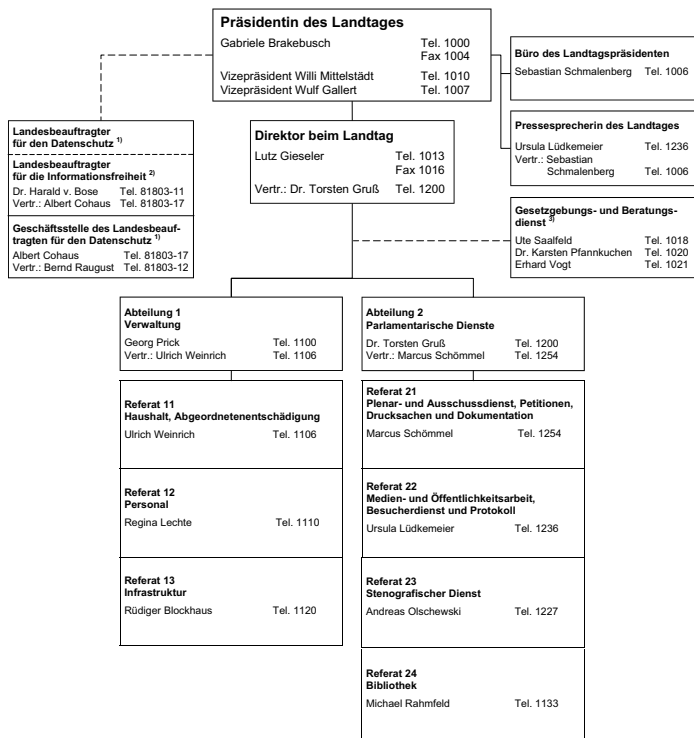 Präsidentin des Landtages
Gabriele Brakebusch Tel. 1000
Fax 1004
Vizepräsident Willi Mittelstädt Tel. 1010
Vizepräsident Wulf Gallert Tel. 1007
Büro des Landtagspräsidenten
Sebastian Schmalenberg Tel. 1006
Pressesprecherin des Landtages
Ursula Lüdkemeier Tel. 1236
Vertr.: Sebastian
Schmalenberg Tel. 1006
Landesbeauftragter
für den Datenschutz 1)
Landesbeauftragter
für die Informationsfreiheit 2)
Dr. Harald v. Bose Tel. 81803-11
Vertr.: Albert Cohaus Tel. 81803-17
Geschäftsstelle des Landesbeauf-
tragten für den Datenschutz 1)
Albert Cohaus Tel. 81803-17
Vertr.: Bernd Raugust Tel. 81803-12
Direktor beim Landtag
Lutz Gieseler Tel. 1013
Fax 1016
Vertr.: Dr. Torsten Gruß Tel. 1200
Gesetzgebungs- und Beratungs-
dienst 3)
Ute Saalfeld Tel. 1018
Dr. Karsten Pfannkuchen Tel. 1020
Erhard Vogt Tel. 1021
Abteilung 1
Verwaltung
Georg Prick Tel. 1100
Vertr.: Ulrich Weinrich Tel. 1106
Referat 11
Haushalt, Abgeordnetenentschädigung
Ulrich Weinrich Tel. 1106
Referat 12
Personal
Regina Lechte Tel. 1110
Referat 13
Infrastruktur
Rüdiger Blockhaus Tel. 1120
Abteilung 2
Parlamentarische Dienste
Dr. Torsten Gruß Tel. 1200
Vertr.: Marcus Schömmel Tel. 1254
Referat 21
Plenar- und Ausschussdienst, Petitionen,
Drucksachen und Dokumentation
Marcus Schömmel Tel. 1254
Referat 22
Medien- und Öffentlichkeitsarbeit,
Besucherdienst und Protokoll
Ursula Lüdkemeier Tel. 1236
Referat 23
Stenografischer Dienst
Andreas Olschewski Tel. 1227
Referat 24
Bibliothek
Michael Rahmfeld Tel. 1133